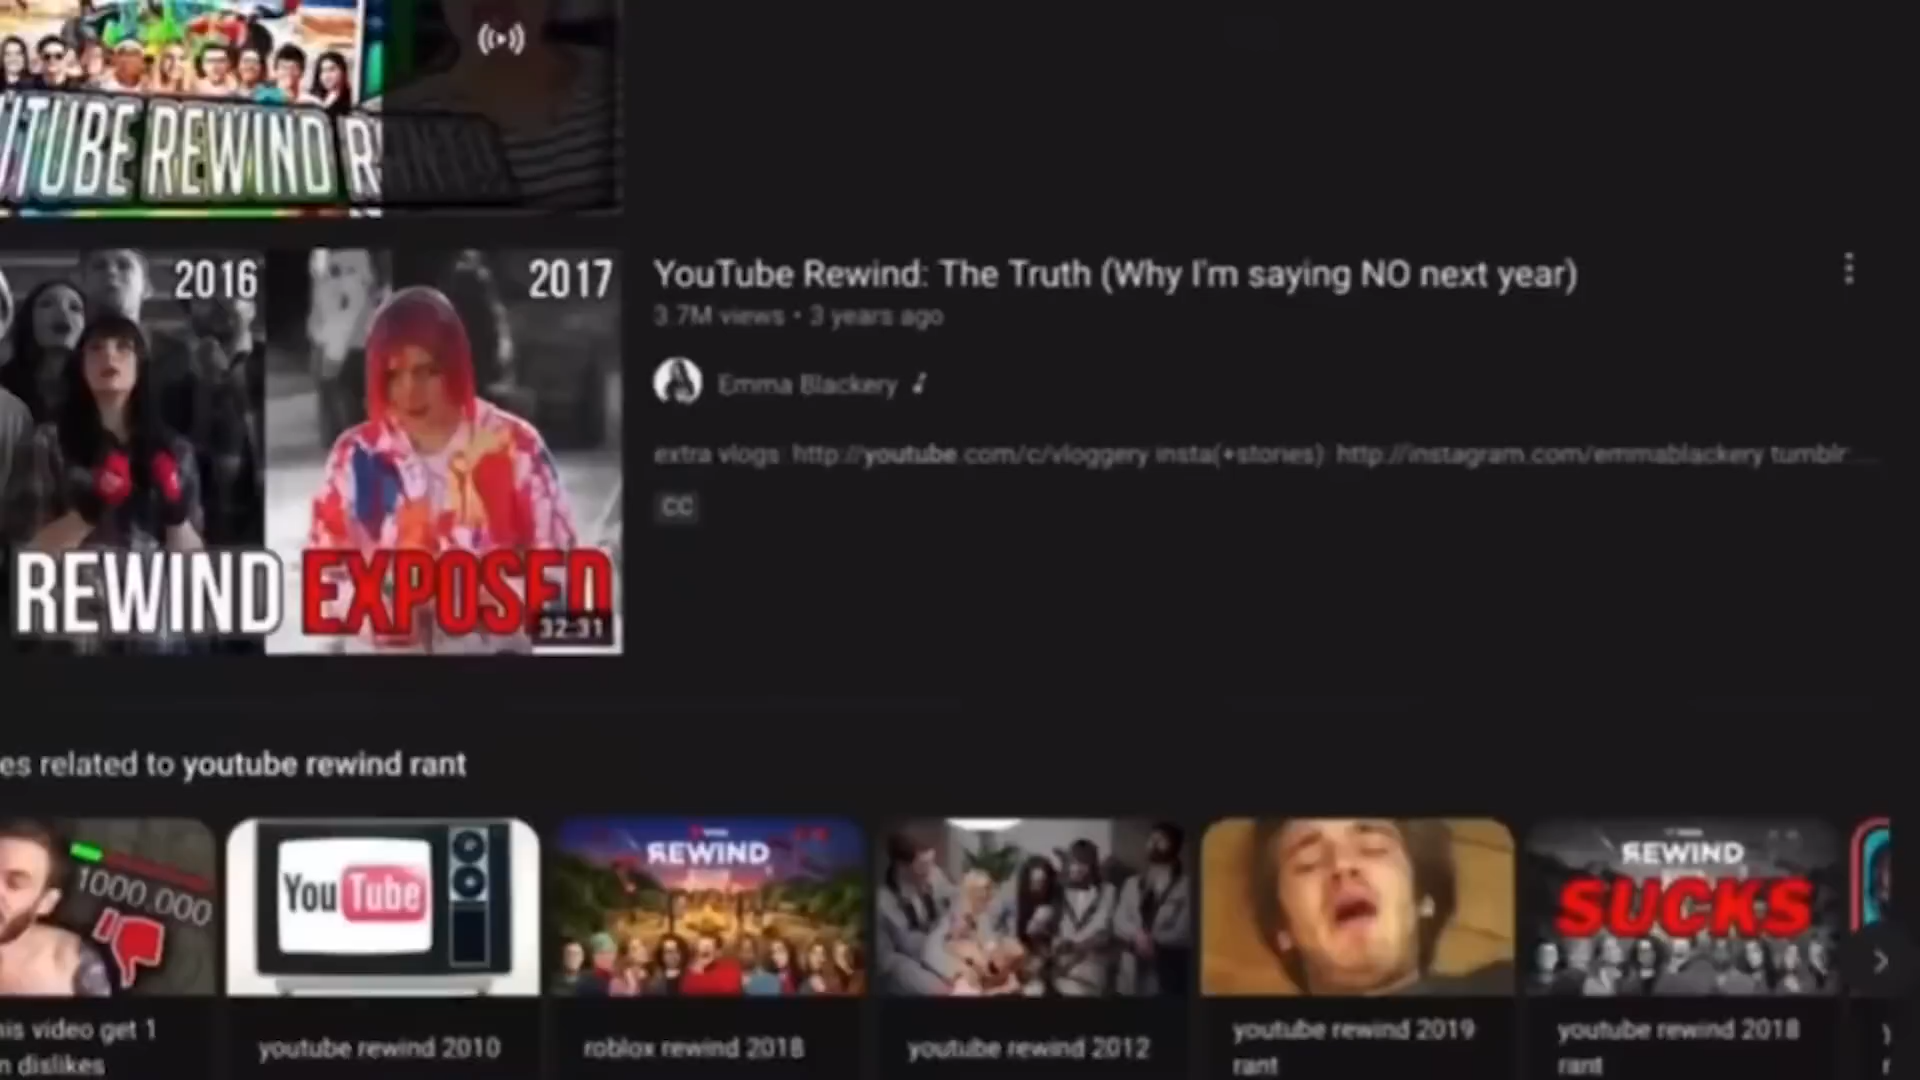 UTUBE REWIND RANT!!
2016
2017
REWIND EXPOSED
32:31
YouTube Rewind: The Truth (Why I'm saying NO next year)
3.7M views • 3 years ago
Emma Blackery
extra vlogs: http://youtube.com/c/vloggery insta(+stories): http://instagram.com/emmablackery tumblr: ...
CC
es related to youtube rewind rant
1000.000
You Tube
REWIND
REWIND
SUCKS
his video get 1
n dislikes
youtube rewind 2010
roblox rewind 2018
youtube rewind 2012
youtube rewind 2019
rant
youtube rewind 2018
rant